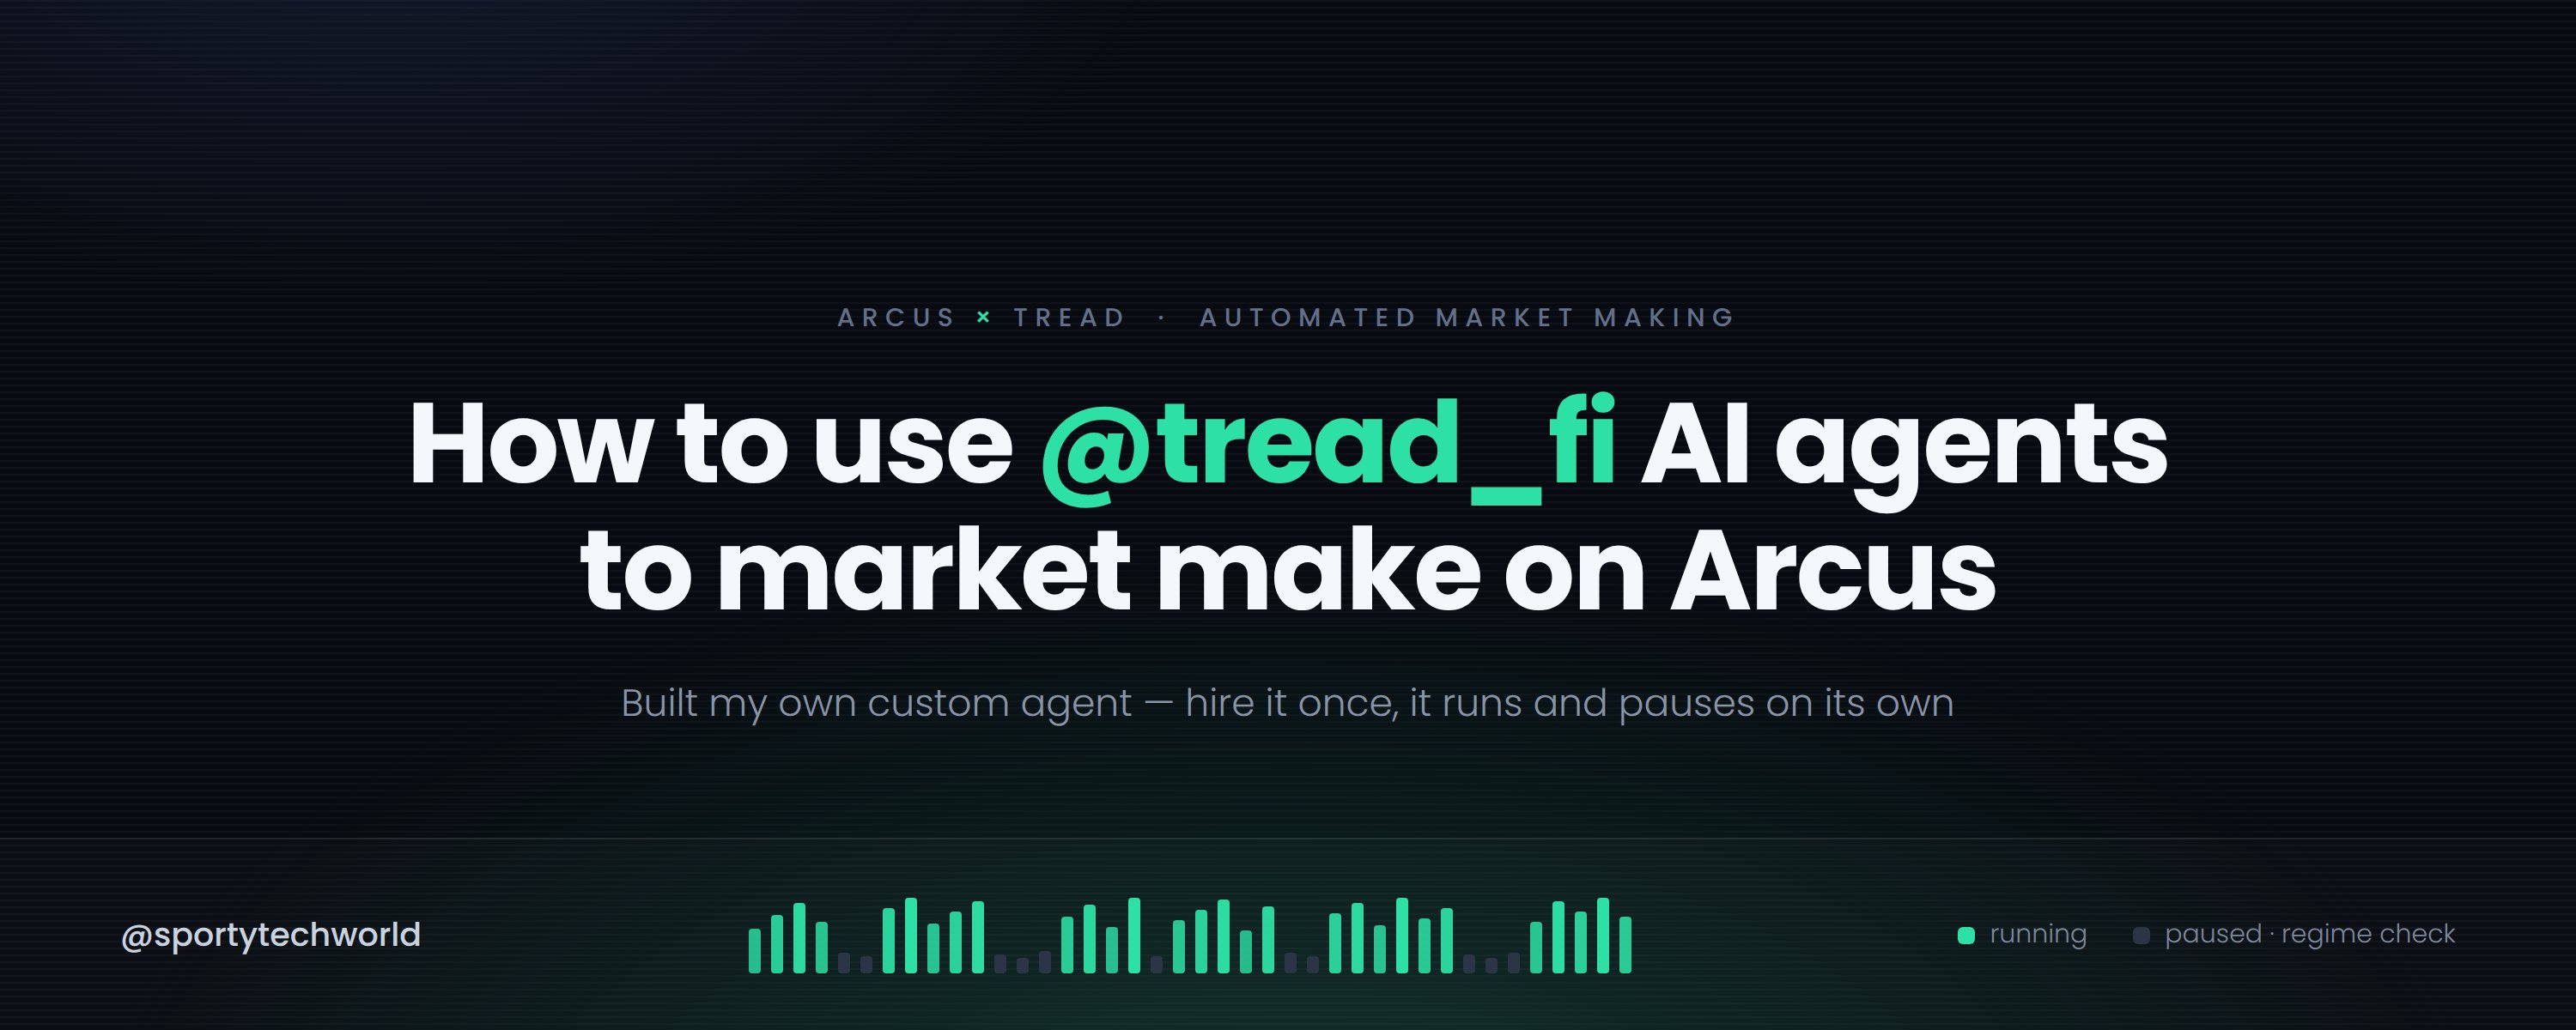 ARCUS × TREAD · AUTOMATED MARKET MAKING
How to use @tread_fi AI agents
to market make on Arcus
Built my own custom agent — hire it once, it runs and pauses on its own
@sportytechworld
running
paused · regime check